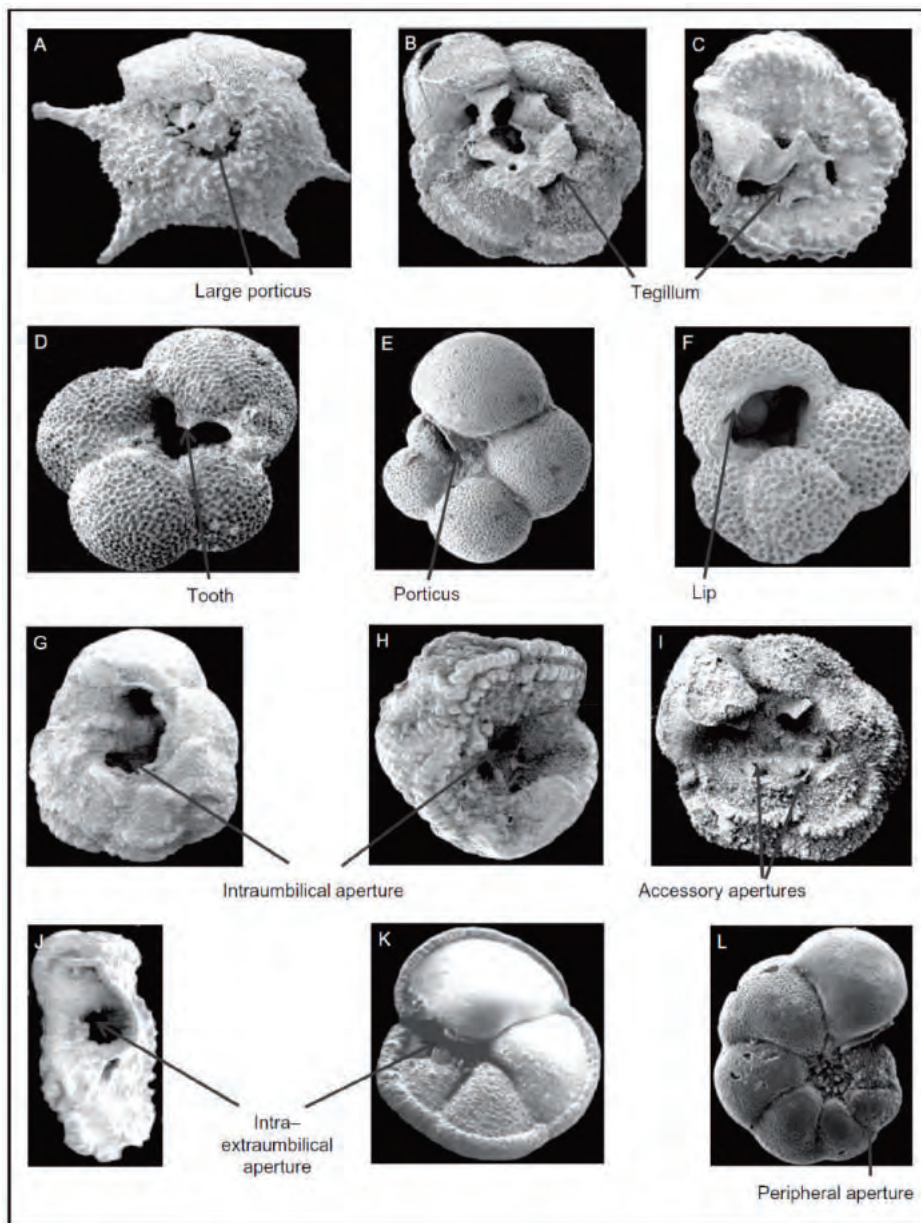 A
B
C
Large porticus
Tegillum
D
E
F
Tooth
Porticus
Lip
G
H
I
Intraumbilical aperture
Accessory apertures
J
K
L
Intra–
extraumbilical
aperture
Peripheral aperture